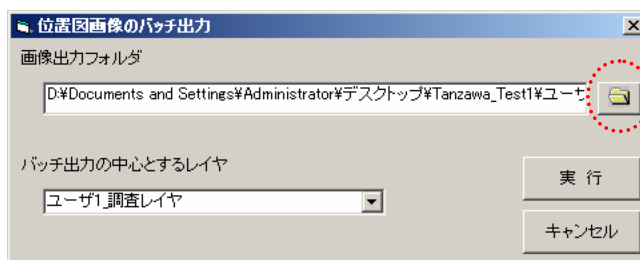 位置図画像のバッチ出力
画像出力フォルダ
D:¥Documents and Settings¥Administrator¥デスクトップ¥Tanzawa_Test1¥ユーザ
バッチ出力の中心とするレイヤ
ユーザ1_調査レイヤ
実 行
キャンセル